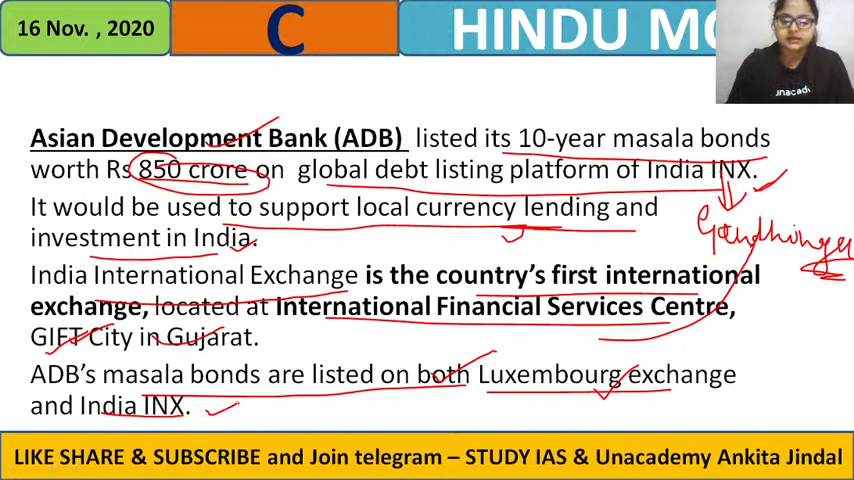 16 Nov. , 2020
C
HINDU MO
unacade
Asian Development Bank (ADB) listed its 10-year masala bonds
worth Rs 850 crore on global debt listing platform of India INX.
It would be used to support local currency lending and
investment in India.
Gandhinagar
India International Exchange is the country's first international
exchange, located at International Financial Services Centre,
GIFT City in Gujarat.
ADB's masala bonds are listed on both Luxembourg exchange
and India INX.
LIKE SHARE & SUBSCRIBE and Join telegram – STUDY IAS & Unacademy Ankita Jindal